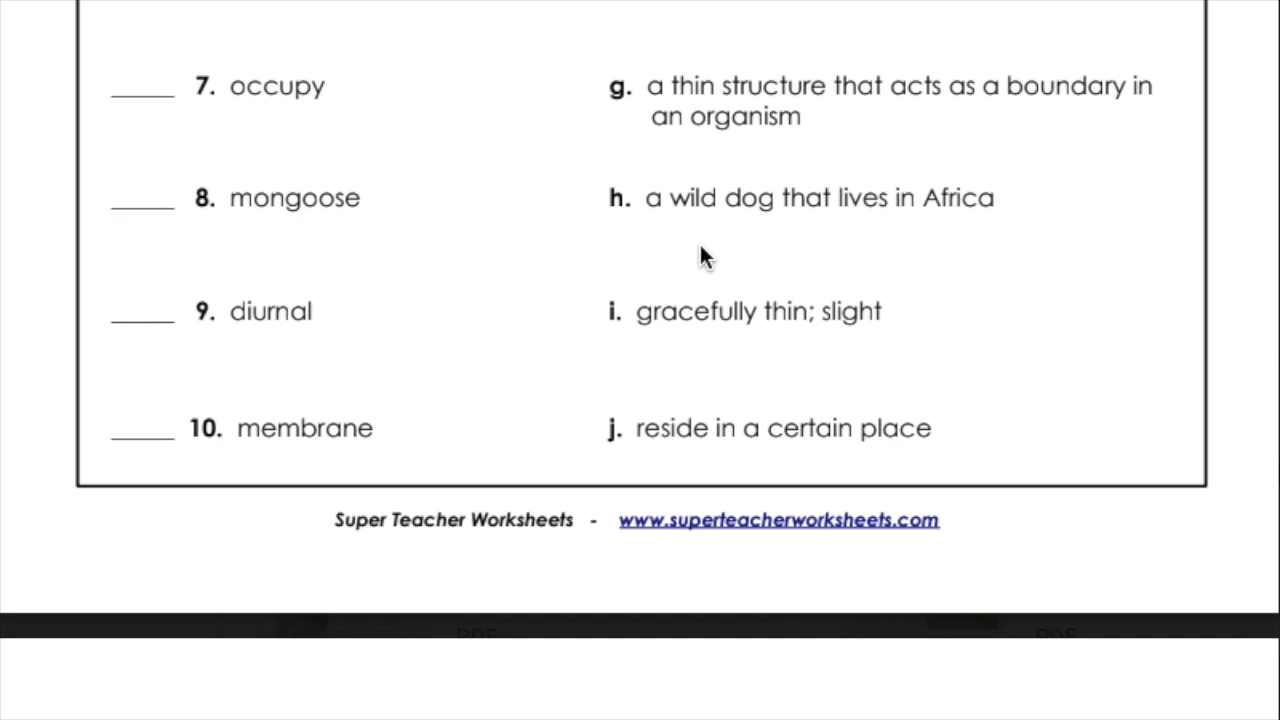 _____ 7. occupy
g. a thin structure that acts as a boundary in
an organism
_____ 8. mongoose
h. a wild dog that lives in Africa
_____ 9. diurnal
i. gracefully thin; slight
_____ 10. membrane
j. reside in a certain place
Super Teacher Worksheets - www.superteacherworksheets.com
PDF
PDF